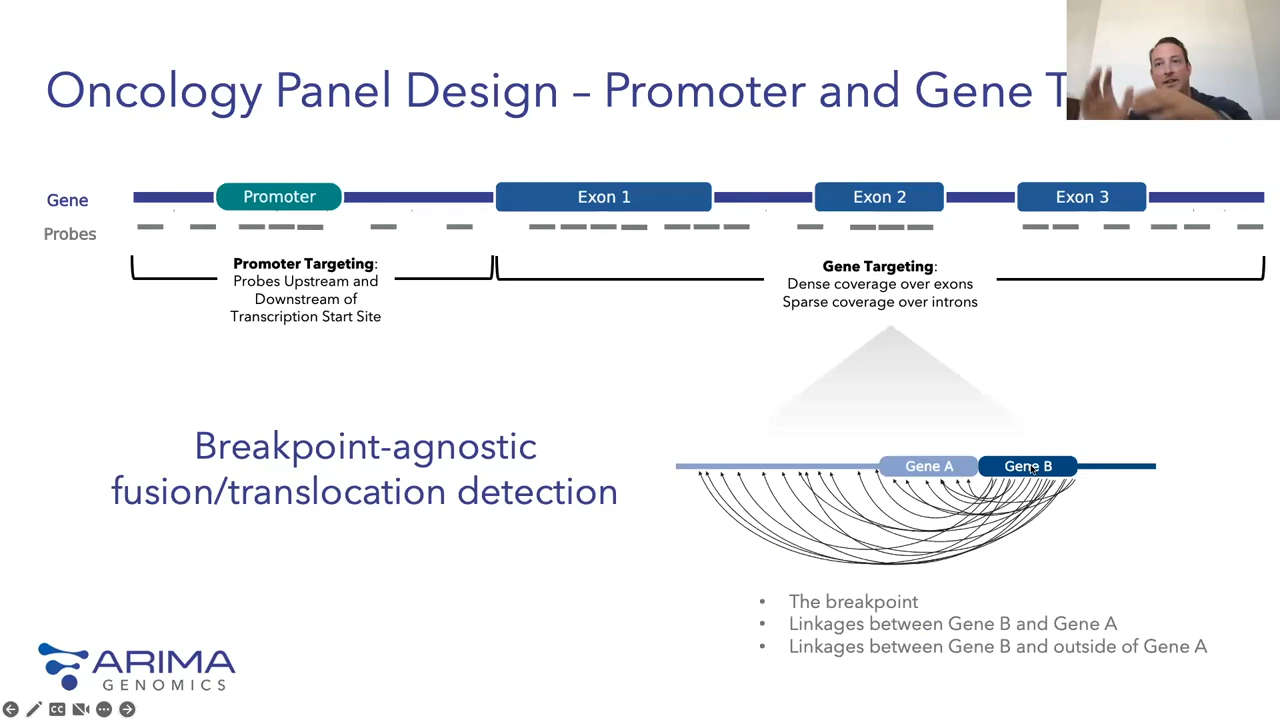 Oncology Panel Design – Promoter and Gene T
Gene
Promoter
Exon 1
Exon 2
Exon 3
Probes
Promoter Targeting:
Probes Upstream and
Downstream of
Transcription Start Site
Gene Targeting:
Dense coverage over exons
Sparse coverage over introns
Breakpoint-agnostic
fusion/translocation detection
Gene A
Gene B
• The breakpoint
• Linkages between Gene B and Gene A
• Linkages between Gene B and outside of Gene A
ARIMA
GENOMICS
CC